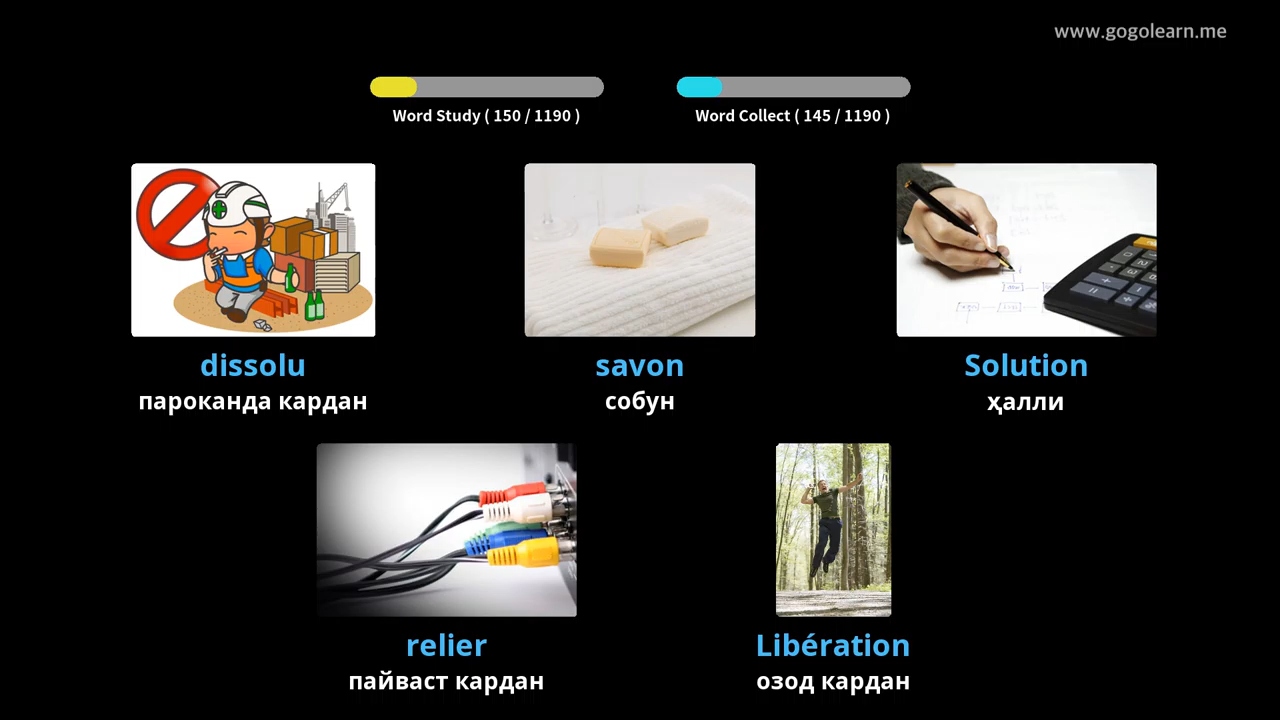 www.gogolearn.me
Word Study ( 150 / 1190 )
Word Collect ( 145 / 1190 )
dissolu
пароканда кардан
savon
собун
Solution
ҳалли
relier
пайваст кардан
Libération
озод кардан